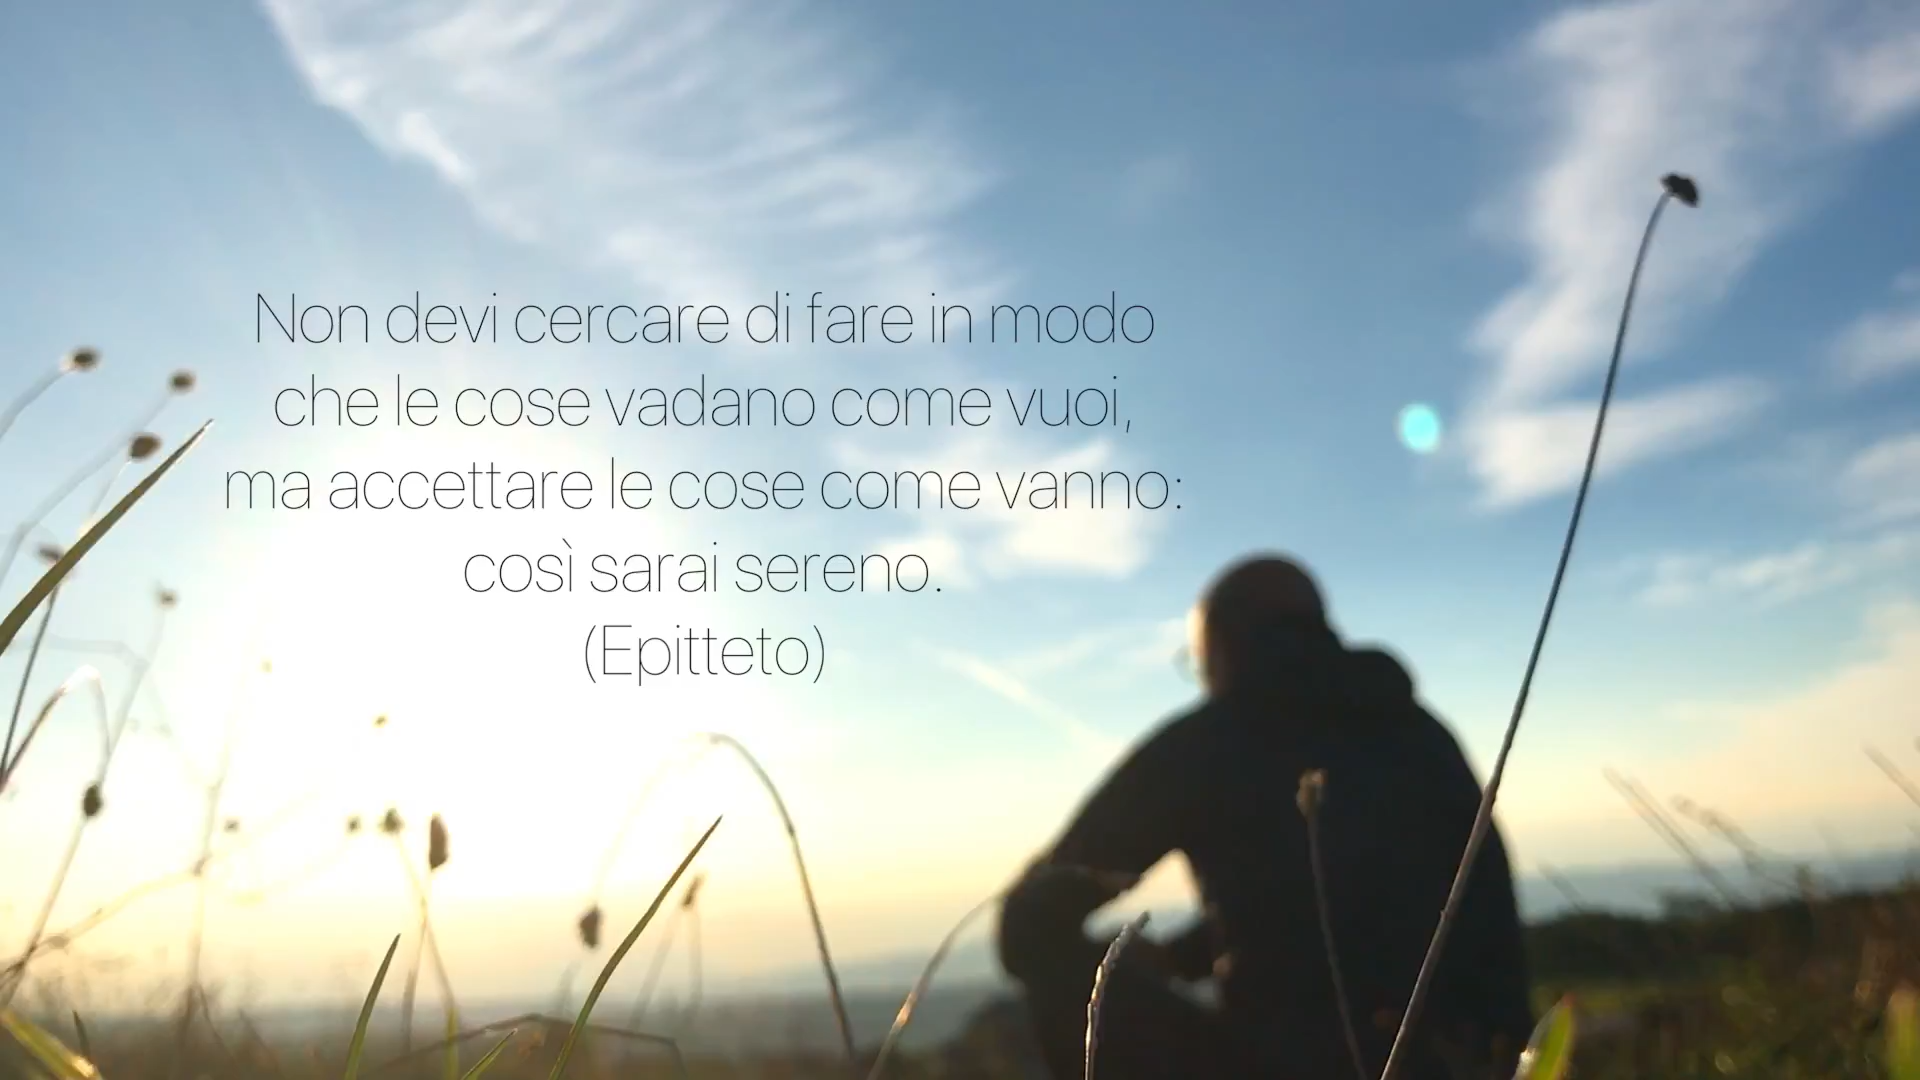 Non devi cercare di fare in modo
che le cose vadano come vuoi,
ma accettare le cose come vanno:
così sarai sereno.
(Epitteto)